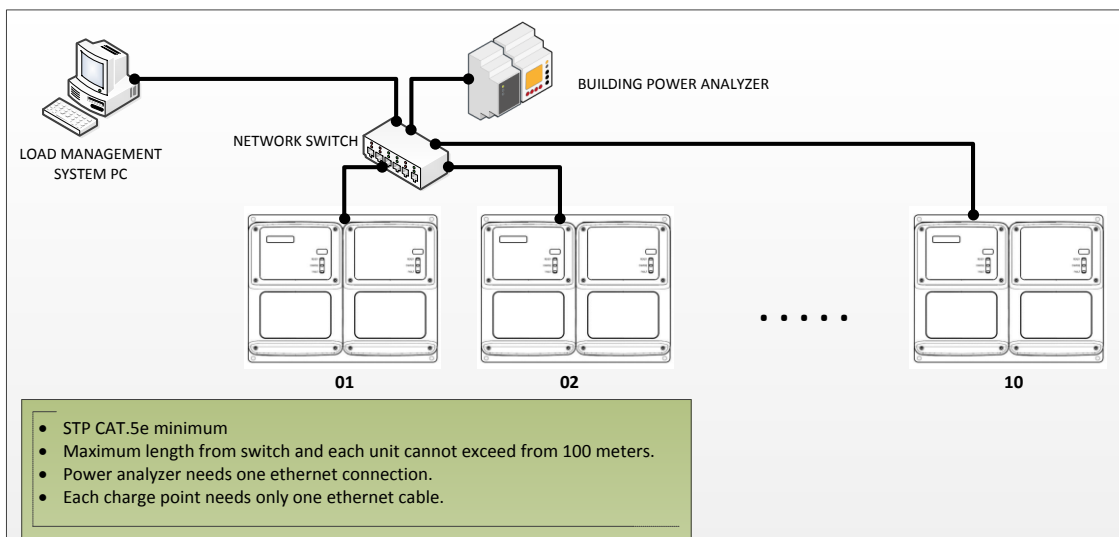 BUILDING POWER ANALYZER
NETWORK SWITCH
LOAD MANAGEMENT
SYSTEM PC
01
02
.....
10
• STP CAT.5e minimum
• Maximum length from switch and each unit cannot exceed from 100 meters.
• Power analyzer needs one ethernet connection.
• Each charge point needs only one ethernet cable.